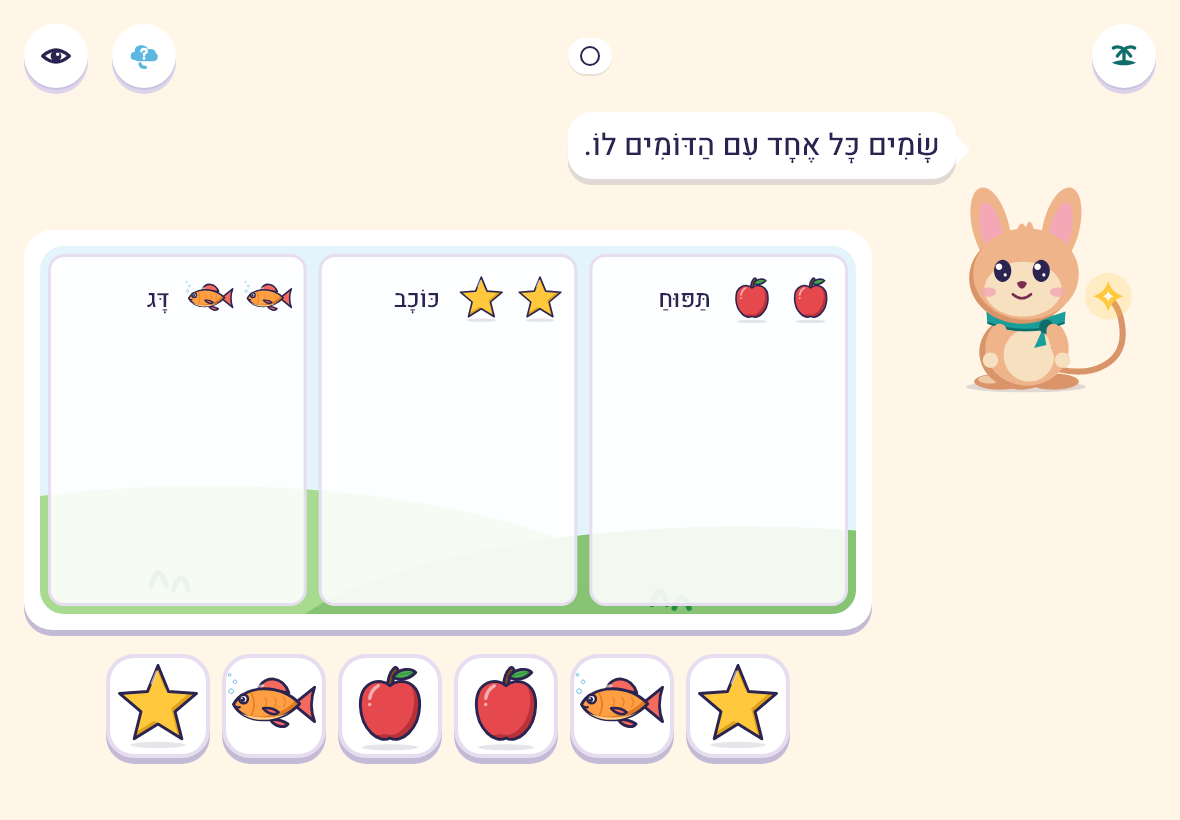 שָׂמִים כׇּל אֶחָד עִם הַדּוֹמִים לוֹ.
תַּפּוּחַ
כּוֹכָב
דָּג
?